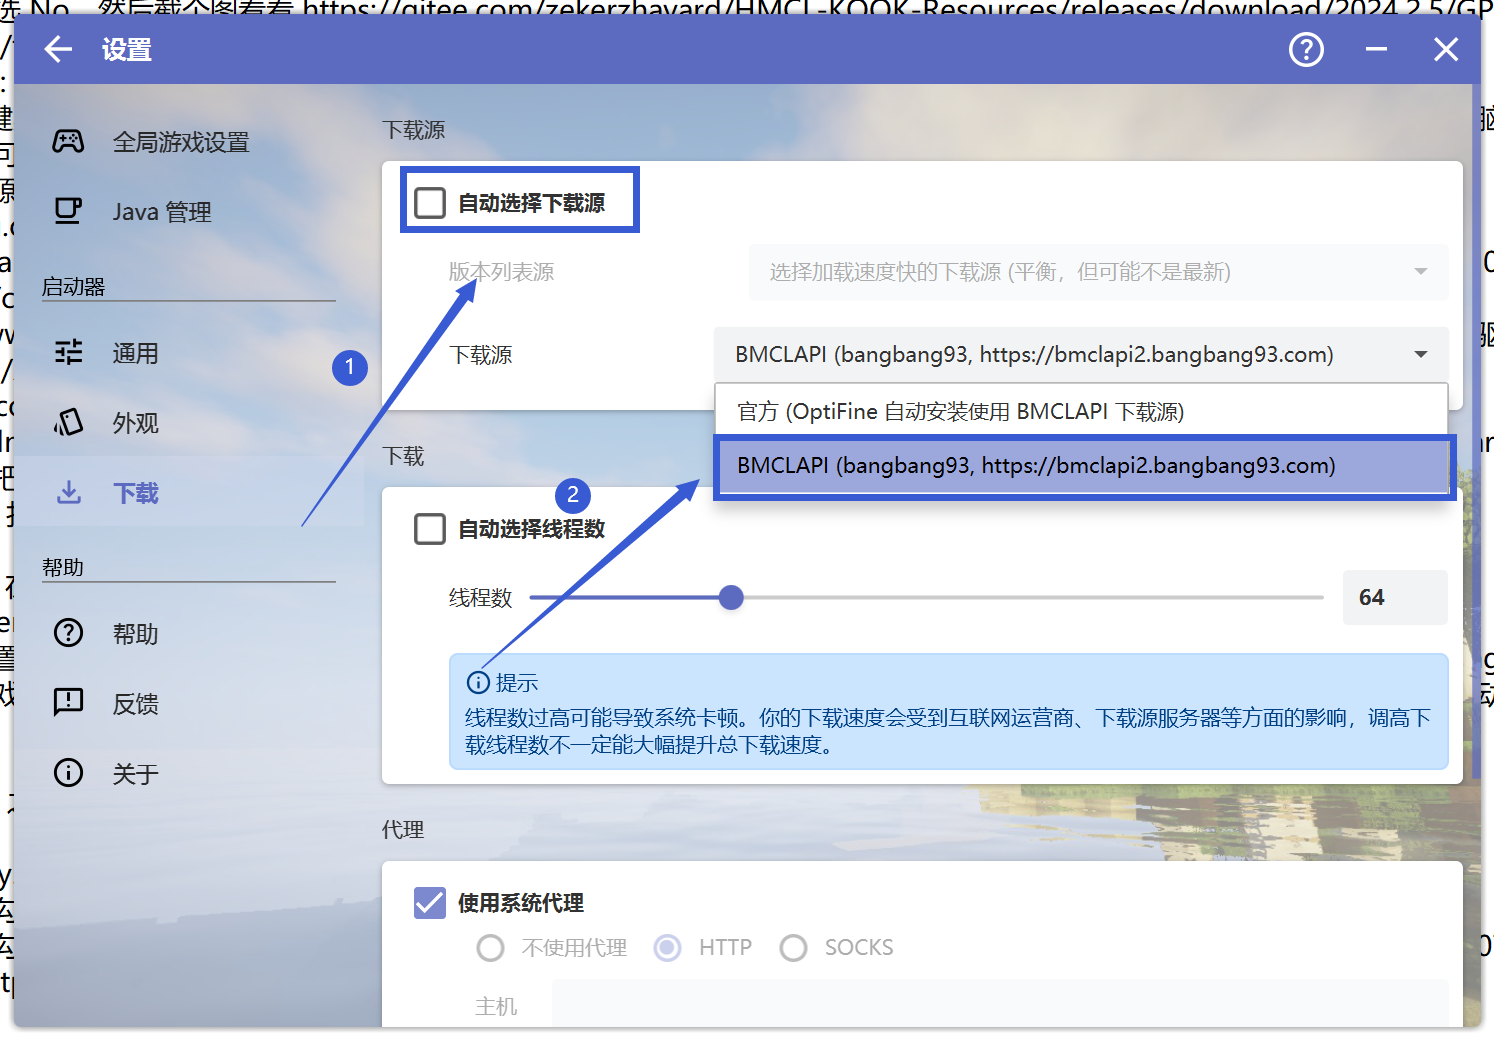 选 No，然后截个图看看 https://gitee.com/zekerzhayard/HMCL-KOOK-Resources/releases/download/2024.2.5/GP
设置
全局游戏设置
Java 管理
启动器
通用
外观
下载
帮助
帮助
反馈
关于
下载源
自动选择下载源
版本列表源
选择加载速度快的下载源 (平衡，但可能不是最新)
1
下载源
BMCLAPI (bangbang93, https://bmclapi2.bangbang93.com)
官方 (OptiFine 自动安装使用 BMCLAPI 下载源)
BMCLAPI (bangbang93, https://bmclapi2.bangbang93.com)
下载
2
自动选择线程数
线程数
64
提示
线程数过高可能导致系统卡顿。你的下载速度会受到互联网运营商、下载源服务器等方面的影响，调高下
载线程数不一定能大幅提升总下载速度。
代理
使用系统代理
不使用代理
HTTP
SOCKS
主机